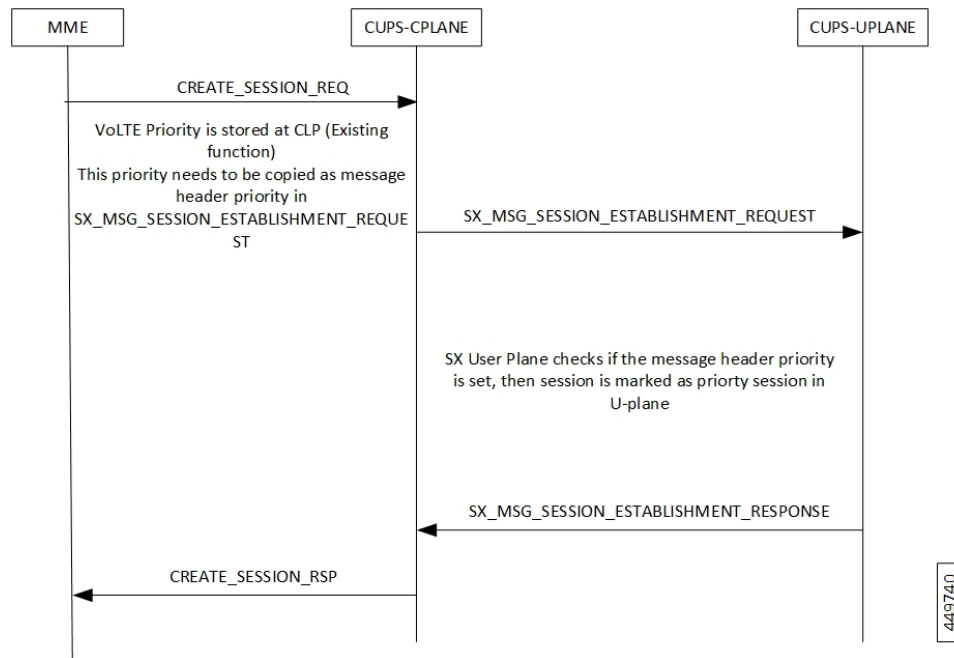 MME
CUPS-CPLANE
CUPS-UPLANE
CREATE_SESSION_REQ
VoLTE Priority is stored at CLP (Existing
function)
This priority needs to be copied as message
header priority in
SX_MSG_SESSION_ESTABLISHMENT_REQUE
ST
SX_MSG_SESSION_ESTABLISHMENT_REQUEST
SX User Plane checks if the message header priority
is set, then session is marked as priorty session in
U-plane
SX_MSG_SESSION_ESTABLISHMENT_RESPONSE
CREATE_SESSION_RSP
449740